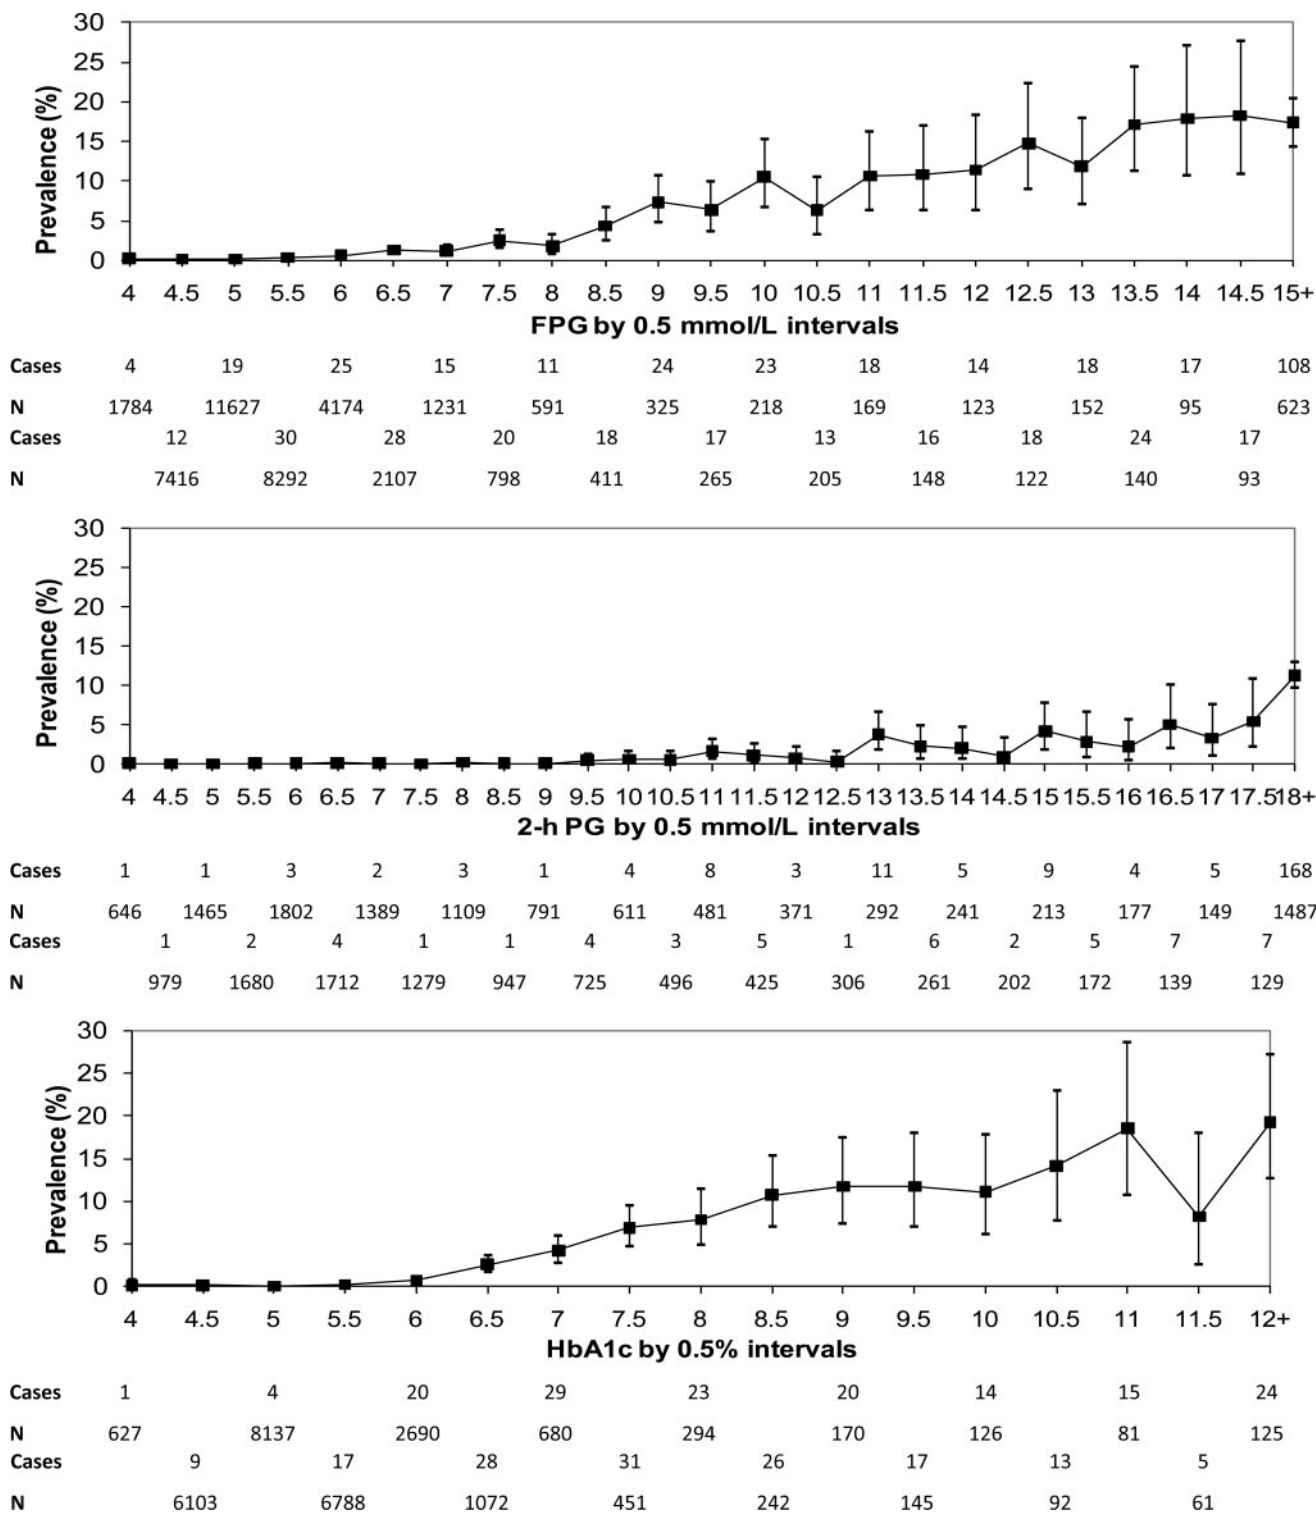 30
25
20
15
10
5
0
Prevalence (%)
4 4.5 5 5.5 6 6.5 7 7.5 8 8.5 9 9.5 10 10.5 11 11.5 12 12.5 13 13.5 14 14.5 15+
FPG by 0.5 mmol/L intervals
Cases 4 19 25 15 11 24 23 18 14 18 17 108
N 1784 11627 4174 1231 591 325 218 169 123 152 95 623
Cases 12 30 28 20 18 17 13 16 18 24 17
N 7416 8292 2107 798 411 265 205 148 122 140 93
30
25
20
15
10
5
0
Prevalence (%)
4 4.5 5 5.5 6 6.5 7 7.5 8 8.5 9 9.5 10 10.5 11 11.5 12 12.5 13 13.5 14 14.5 15 15.5 16 16.5 17 17.5 18+
2-h PG by 0.5 mmol/L intervals
Cases 1 1 3 2 3 1 4 8 3 11 5 9 4 5 168
N 646 1465 1802 1389 1109 791 611 481 371 292 241 213 177 149 1487
Cases 1 2 4 1 1 4 3 5 1 6 2 5 7 7
N 979 1680 1712 1279 947 725 496 425 306 261 202 172 139 129
30
25
20
15
10
5
0
Prevalence (%)
4 4.5 5 5.5 6 6.5 7 7.5 8 8.5 9 9.5 10 10.5 11 11.5 12+
HbA1c by 0.5% intervals
Cases 1 4 20 29 23 20 14 15 24
N 627 8137 2690 680 294 170 126 81 125
Cases 9 17 28 31 26 17 13 5
N 6103 6788 1072 451 242 145 92 61